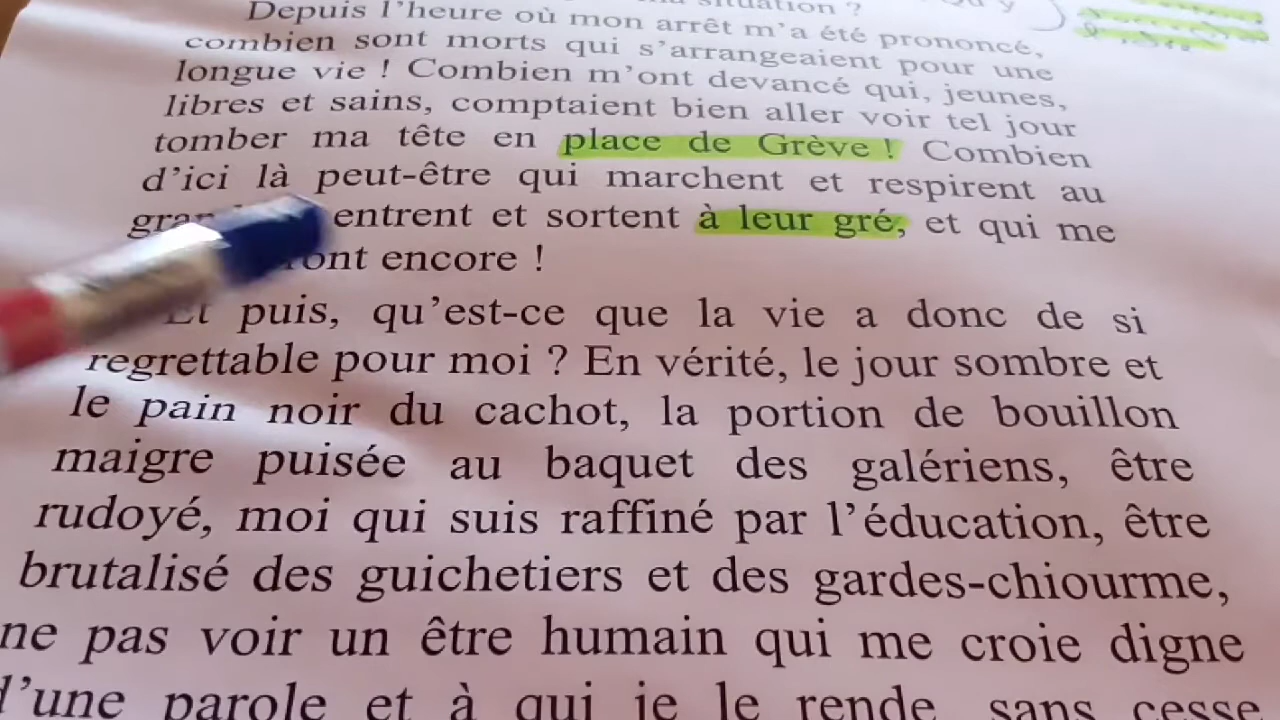 situation ?
Depuis l’heure où mon arrêt m’a été prononcé,
combien sont morts qui s’arrangeaient pour une
longue vie ! Combien m’ont devancé qui, jeunes,
libres et sains, comptaient bien aller voir tel jour
tomber ma tête en place de Grève ! Combien
d’ici là peut-être qui marchent et respirent au
entrent et sortent à leur gré, et qui me
ont encore !
Et puis, qu’est-ce que la vie a donc de si
regrettable pour moi ? En vérité, le jour sombre et
le pain noir du cachot, la portion de bouillon
maigre puisée au baquet des galériens, être
rudoyé, moi qui suis raffiné par l’éducation, être
brutalisé des guichetiers et des gardes-chiourme,
ne pas voir un être humain qui me croie digne
d’une parole et à qui je le rende, sans cesse